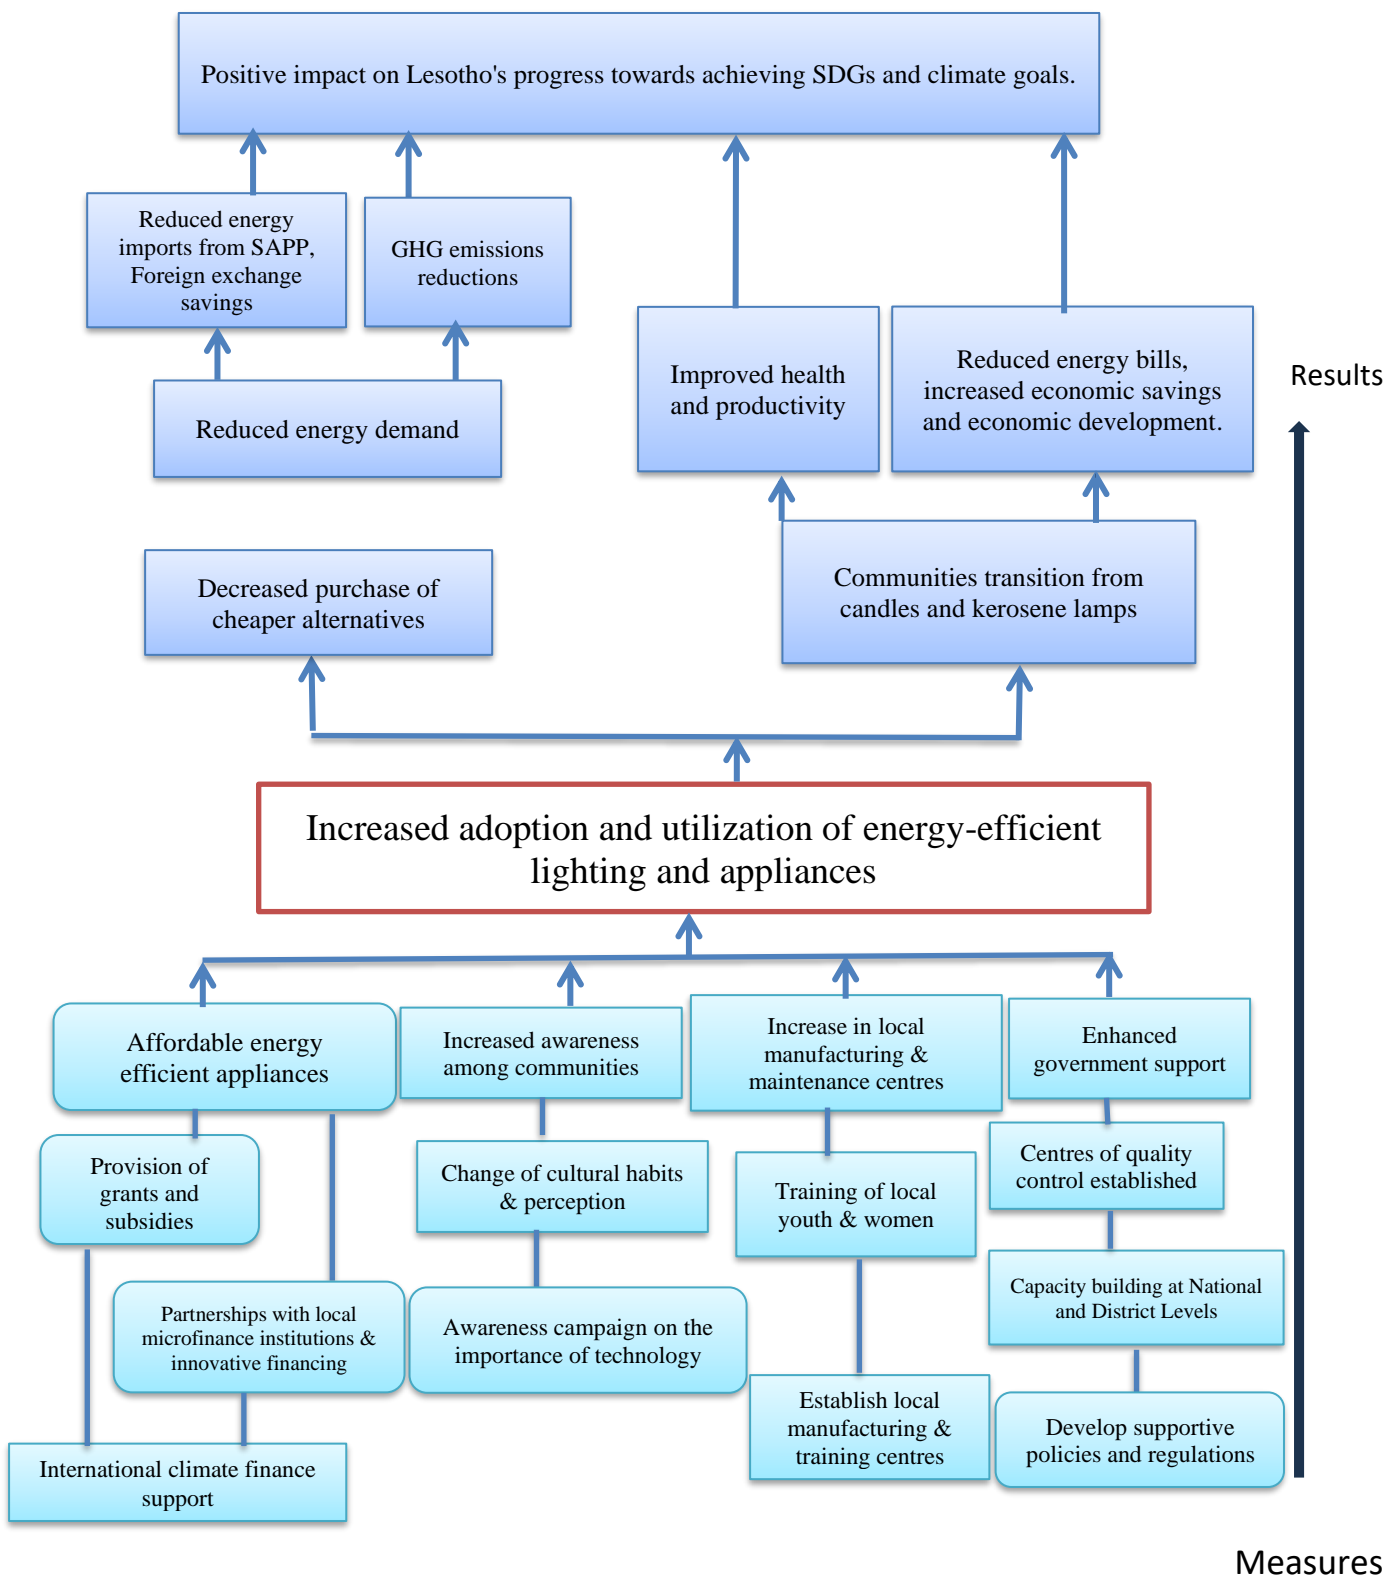 Positive impact on Lesotho's progress towards achieving SDGs and climate goals.
Reduced energy
imports from SAPP,
Foreign exchange
savings
GHG emissions
reductions
Improved health
and productivity
Reduced energy bills,
increased economic savings
and economic development.
Results
Reduced energy demand
Decreased purchase of
cheaper alternatives
Communities transition from
candles and kerosene lamps
Increased adoption and utilization of energy-efficient
lighting and appliances
Affordable energy
efficient appliances
Increased awareness
among communities
Increase in local
manufacturing &
maintenance centres
Enhanced
government support
Provision of
grants and
subsidies
Change of cultural habits
& perception
Training of local
youth & women
Centres of quality
control established
Partnerships with local
microfinance institutions &
innovative financing
Awareness campaign on the
importance of technology
Capacity building at National
and District Levels
International climate finance
support
Establish local
manufacturing &
training centres
Develop supportive
policies and regulations
Measures